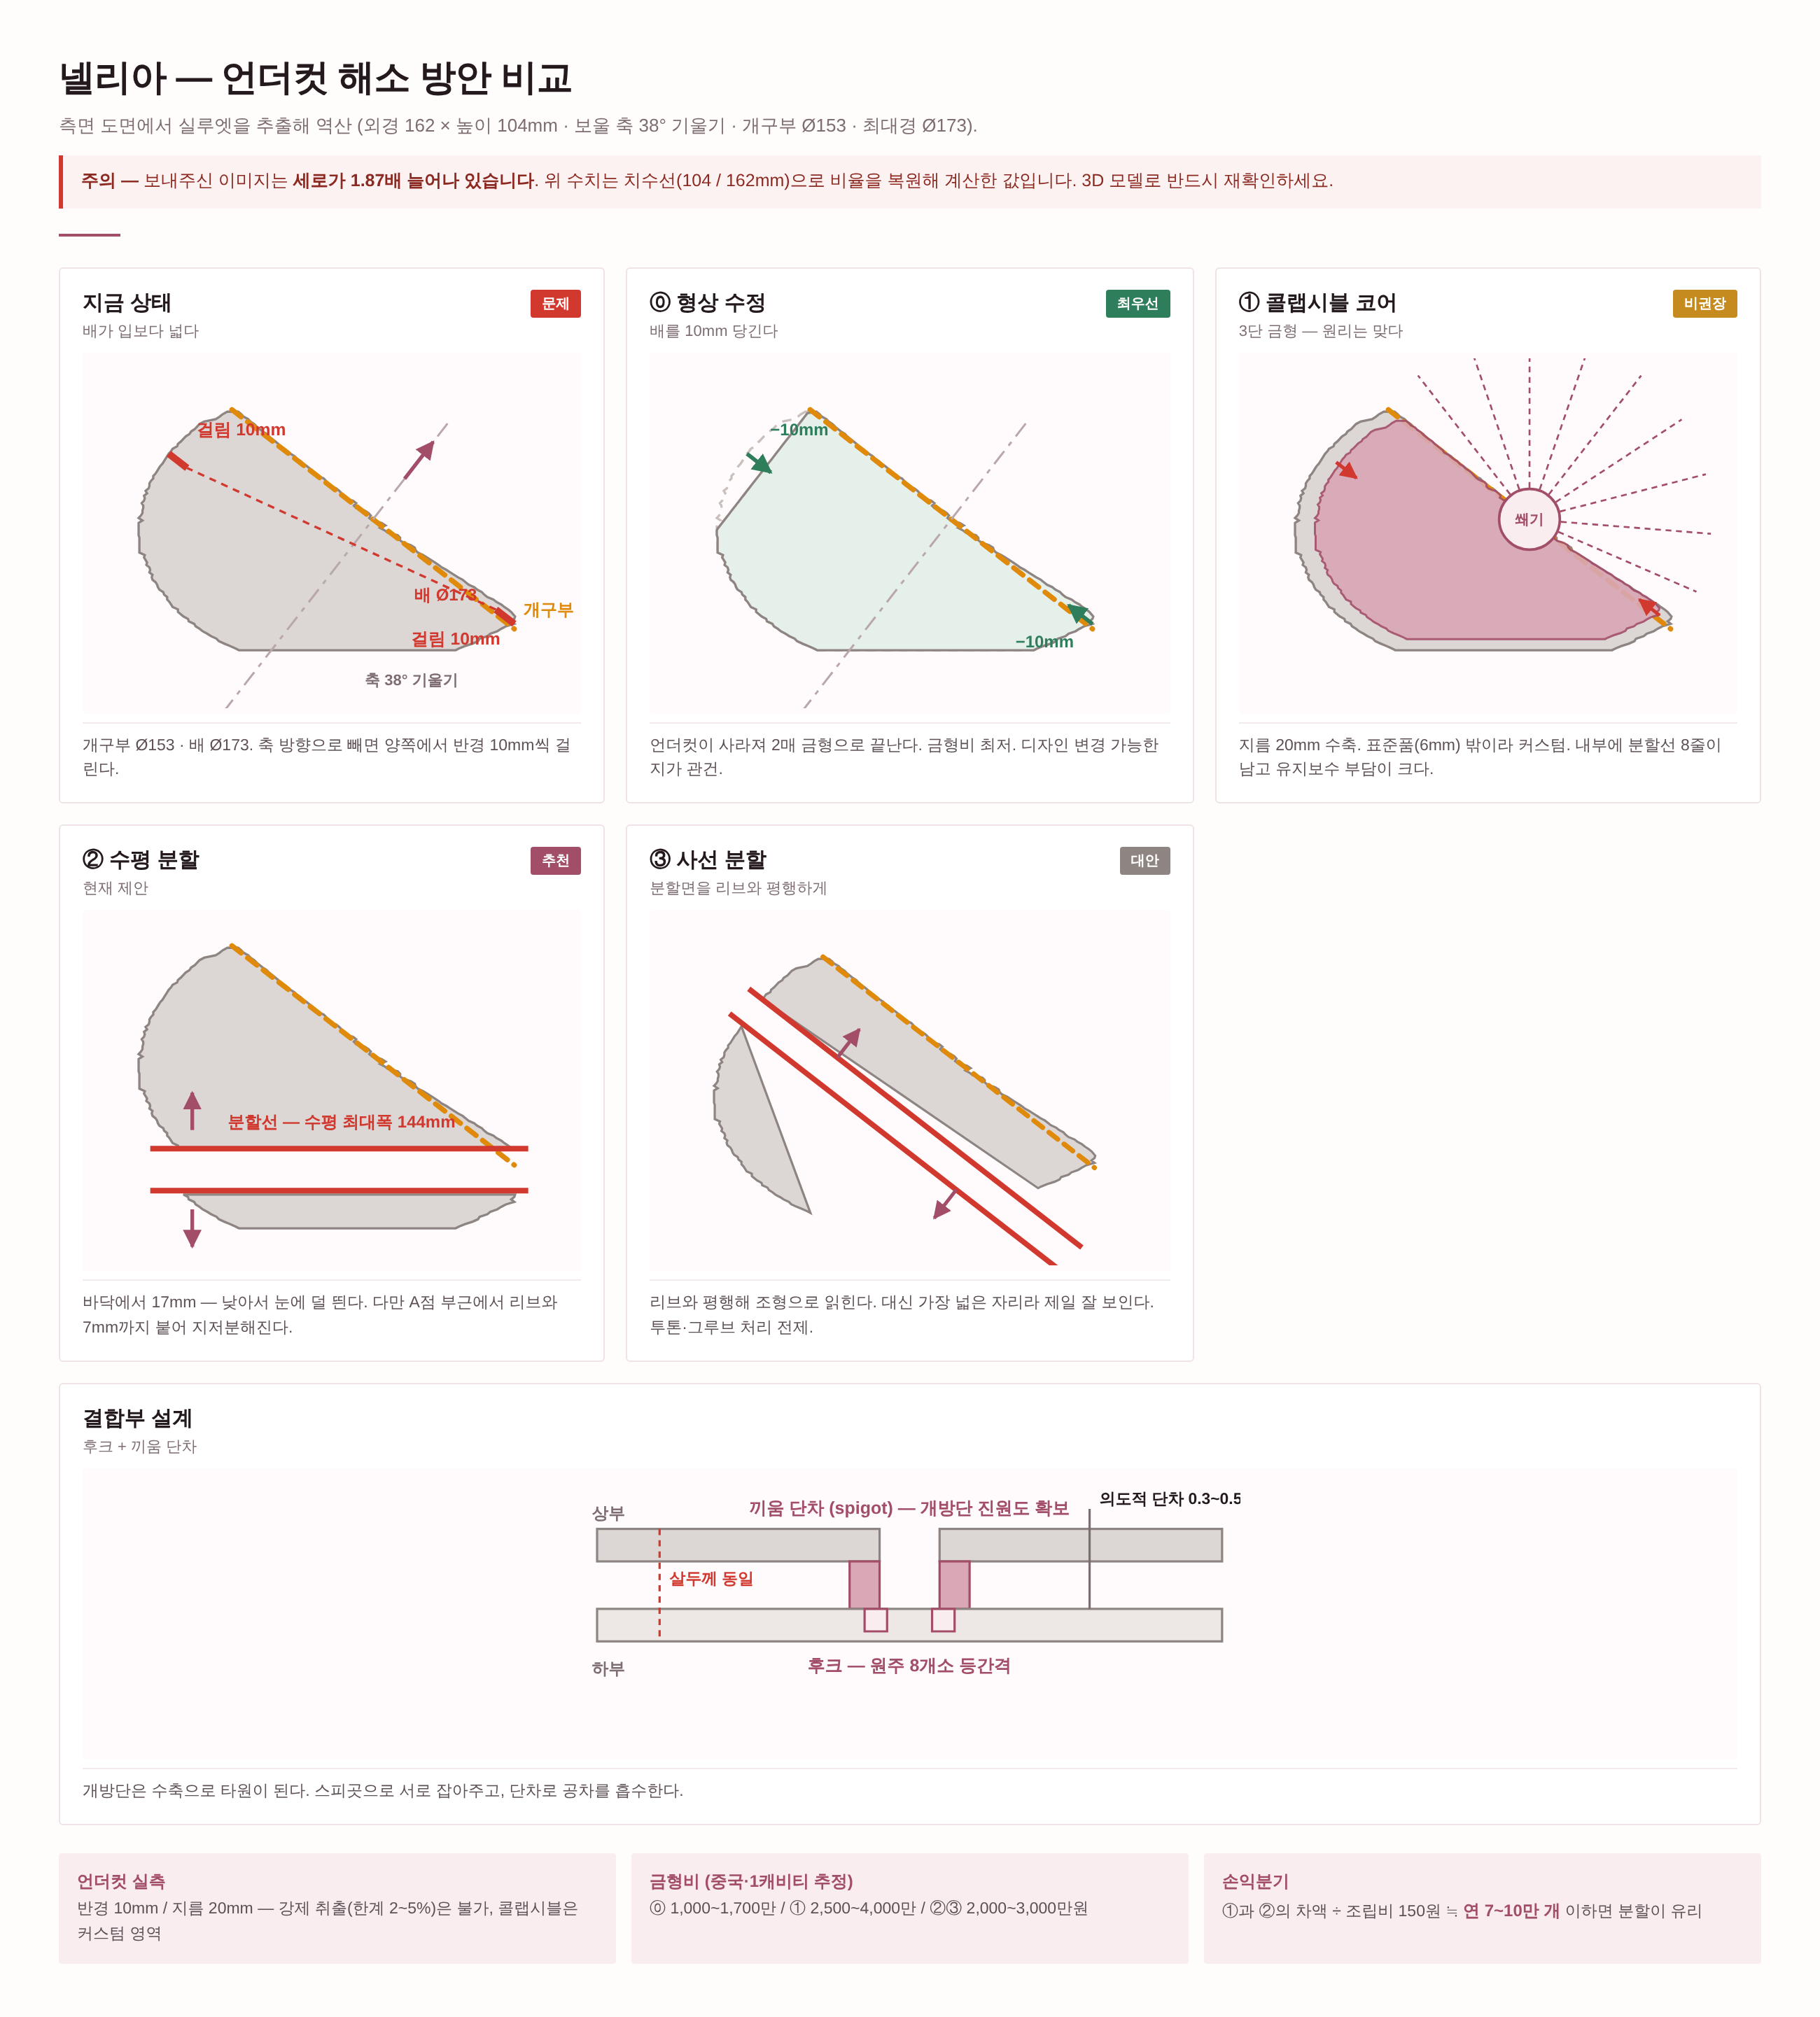 넬리아 — 언더컷 해소 방안 비교
측면 도면에서 실루엣을 추출해 역산 (외경 162 × 높이 104mm · 보울 축 38° 기울기 · 개구부 Ø153 · 최대경 Ø173).
주의 — 보내주신 이미지는 세로가 1.87배 늘어나 있습니다. 위 수치는 치수선(104 / 162mm)으로 비율을 복원해 계산한 값입니다. 3D 모델로 반드시 재확인하세요.
지금 상태
문제
배가 입보다 넓다
걸림 10mm
배 Ø173
개구부
걸림 10mm
축 38° 기울기
개구부 Ø153 · 배 Ø173. 축 방향으로 빼면 양쪽에서 반경 10mm씩 걸
린다.
⓪ 형상 수정
최우선
배를 10mm 당긴다
−10mm
−10mm
언더컷이 사라져 2매 금형으로 끝난다. 금형비 최저. 디자인 변경 가능한
지가 관건.
① 콜랩시블 코어
비권장
3단 금형 — 원리는 맞다
쐐기
지름 20mm 수축. 표준품(6mm) 밖이라 커스텀. 내부에 분할선 8줄이
남고 유지보수 부담이 크다.
② 수평 분할
추천
현재 제안
분할선 — 수평 최대폭 144mm
바닥에서 17mm — 낮아서 눈에 덜 띈다. 다만 A점 부근에서 리브와
7mm까지 붙어 지저분해진다.
③ 사선 분할
대안
분할면을 리브와 평행하게
리브와 평행해 조형으로 읽힌다. 대신 가장 넓은 자리라 제일 잘 보인다.
투톤·그루브 처리 전제.
결합부 설계
후크 + 끼움 단차
상부
끼움 단차 (spigot) — 개방단 진원도 확보
의도적 단차 0.3~0.5
살두께 동일
하부
후크 — 원주 8개소 등간격
개방단은 수축으로 타원이 된다. 스피곳으로 서로 잡아주고, 단차로 공차를 흡수한다.
언더컷 실측
반경 10mm / 지름 20mm — 강제 취출(한계 2~5%)은 불가, 콜랩시블은
커스텀 영역
금형비 (중국·1캐비티 추정)
⓪ 1,000~1,700만 / ① 2,500~4,000만 / ②③ 2,000~3,000만원
손익분기
①과 ②의 차액 ÷ 조립비 150원 ≒ 연 7~10만 개 이하면 분할이 유리